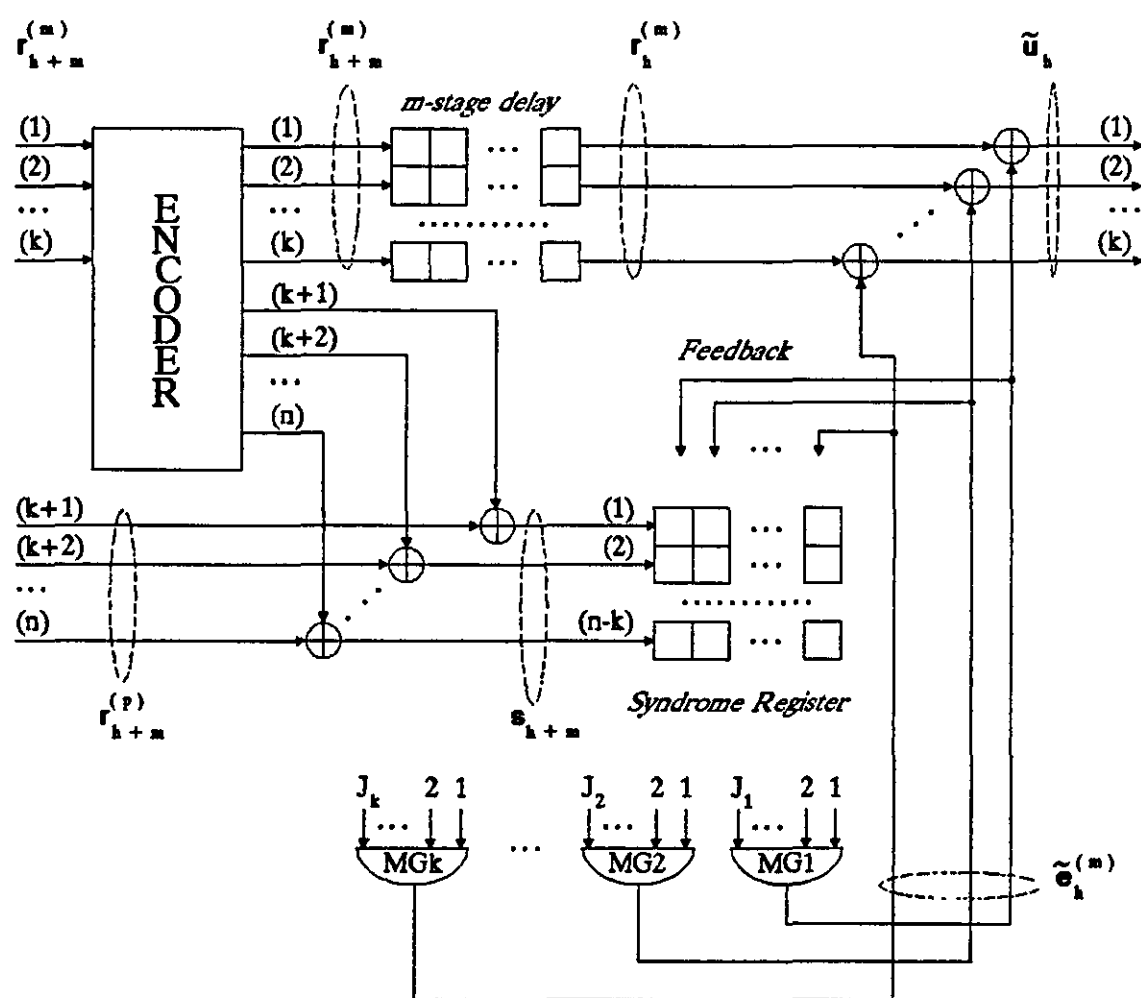 r_{h+m}^{(m)} r_{h+m}^{(m)} r_h^{(m)} ũ_h
m-stage delay
(1) (1) (1)
(2) (2) ... (2)
... ... ... ...
(k) (k) ... (k)
(k+1)
Feedback
(k+2)
...
(n)
ENCODER
...
(k+1) (1) ...
(k+2) (2) ...
...
(n) (n-k) ...
r_{h+m}^{(p)} s_{h+m} Syndrome Register
J_k ... 2 1 J_2 ... 2 1 J_1 ... 2 1
MGk ... MG2 MG1
ẽ_h^{(m)}